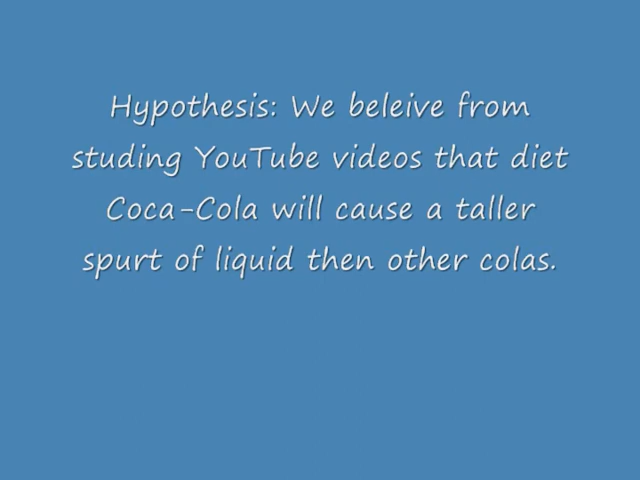 Hypothesis: We beleive from
studing YouTube videos that diet
Coca-Cola will cause a taller
spurt of liquid then other colas.